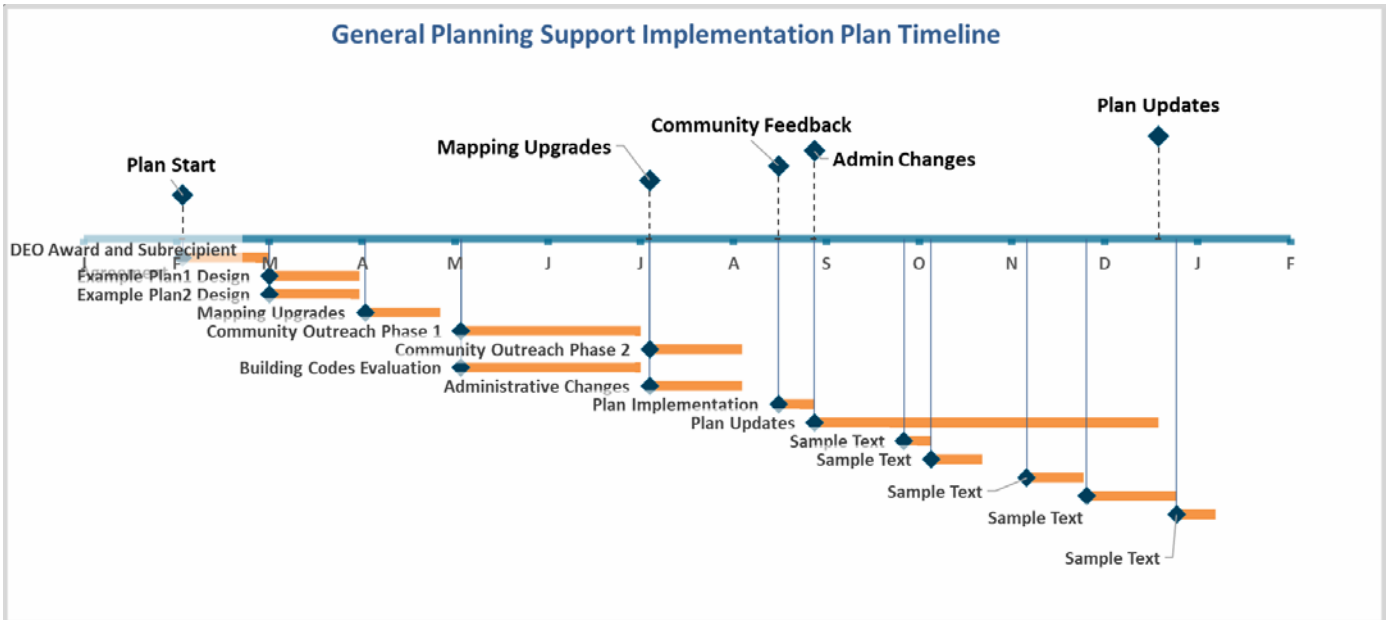 General Planning Support Implementation Plan Timeline
Plan Updates
Community Feedback
Mapping Upgrades
Admin Changes
Plan Start
DEO Award and Subrecipient
Agreement
J F M A M J J A S O N D J F
Example Plan1 Design
Example Plan2 Design
Mapping Upgrades
Community Outreach Phase 1
Community Outreach Phase 2
Building Codes Evaluation
Administrative Changes
Plan Implementation
Plan Updates
Sample Text
Sample Text
Sample Text
Sample Text
Sample Text